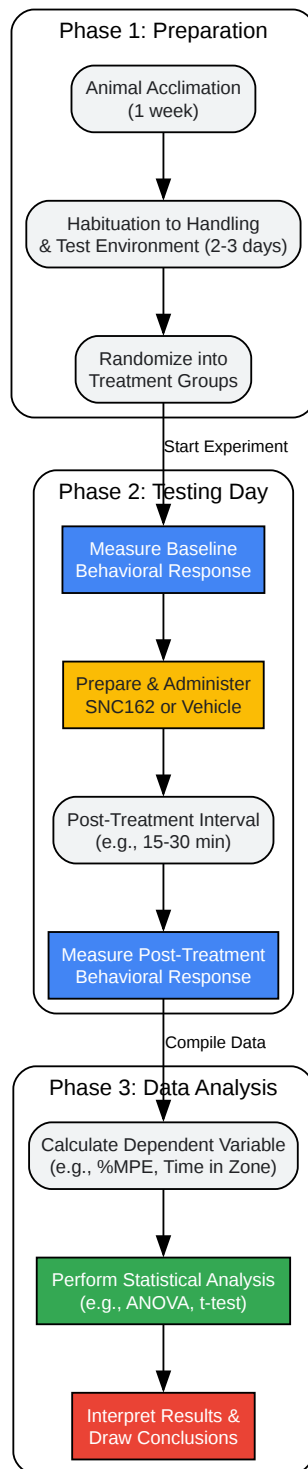 Phase 1: Preparation
Animal Acclimation
(1 week)
Habituation to Handling
& Test Environment (2-3 days)
Randomize into
Treatment Groups
Start Experiment
Phase 2: Testing Day
Measure Baseline
Behavioral Response
Prepare & Administer
SNC162 or Vehicle
Post-Treatment Interval
(e.g., 15-30 min)
Measure Post-Treatment
Behavioral Response
Compile Data
Phase 3: Data Analysis
Calculate Dependent Variable
(e.g., %MPE, Time in Zone)
Perform Statistical Analysis
(e.g., ANOVA, t-test)
Interpret Results &
Draw Conclusions